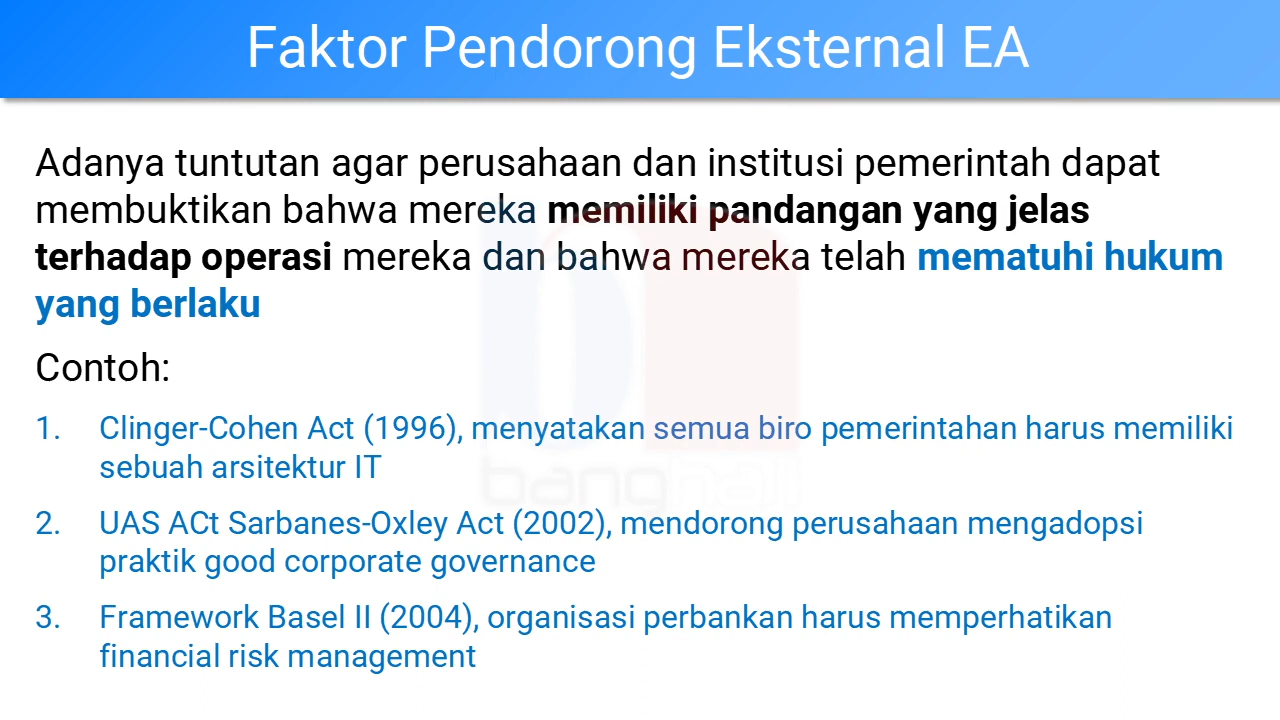 Faktor Pendorong Eksternal EA
Adanya tuntutan agar perusahaan dan institusi pemerintah dapat
membuktikan bahwa mereka memiliki pandangan yang jelas
terhadap operasi mereka dan bahwa mereka telah mematuhi hukum
yang berlaku
Contoh:
1. Clinger-Cohen Act (1996), menyatakan semua biro pemerintahan harus memiliki
sebuah arsitektur IT
2. UAS ACt Sarbanes-Oxley Act (2002), mendorong perusahaan mengadopsi
praktik good corporate governance
3. Framework Basel II (2004), organisasi perbankan harus memperhatikan
financial risk management